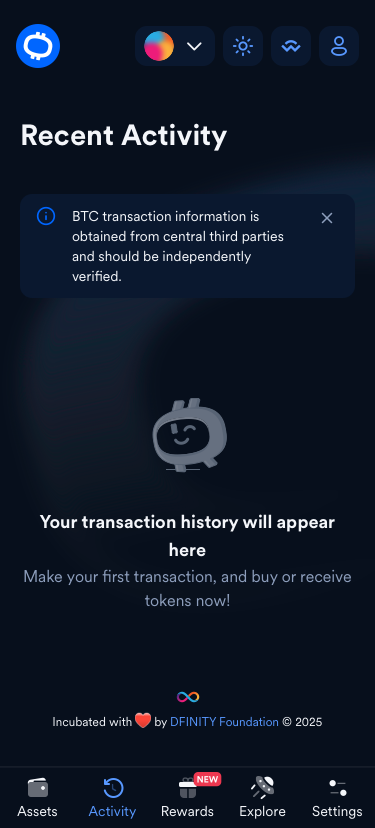 Recent Activity
BTC transaction information is
obtained from central third parties
and should be independently
verified.
Your transaction history will appear
here
Make your first transaction, and buy or receive
tokens now!
Incubated with ❤️ by DFINITY Foundation © 2025
NEW
Assets
Activity
Rewards
Explore
Settings